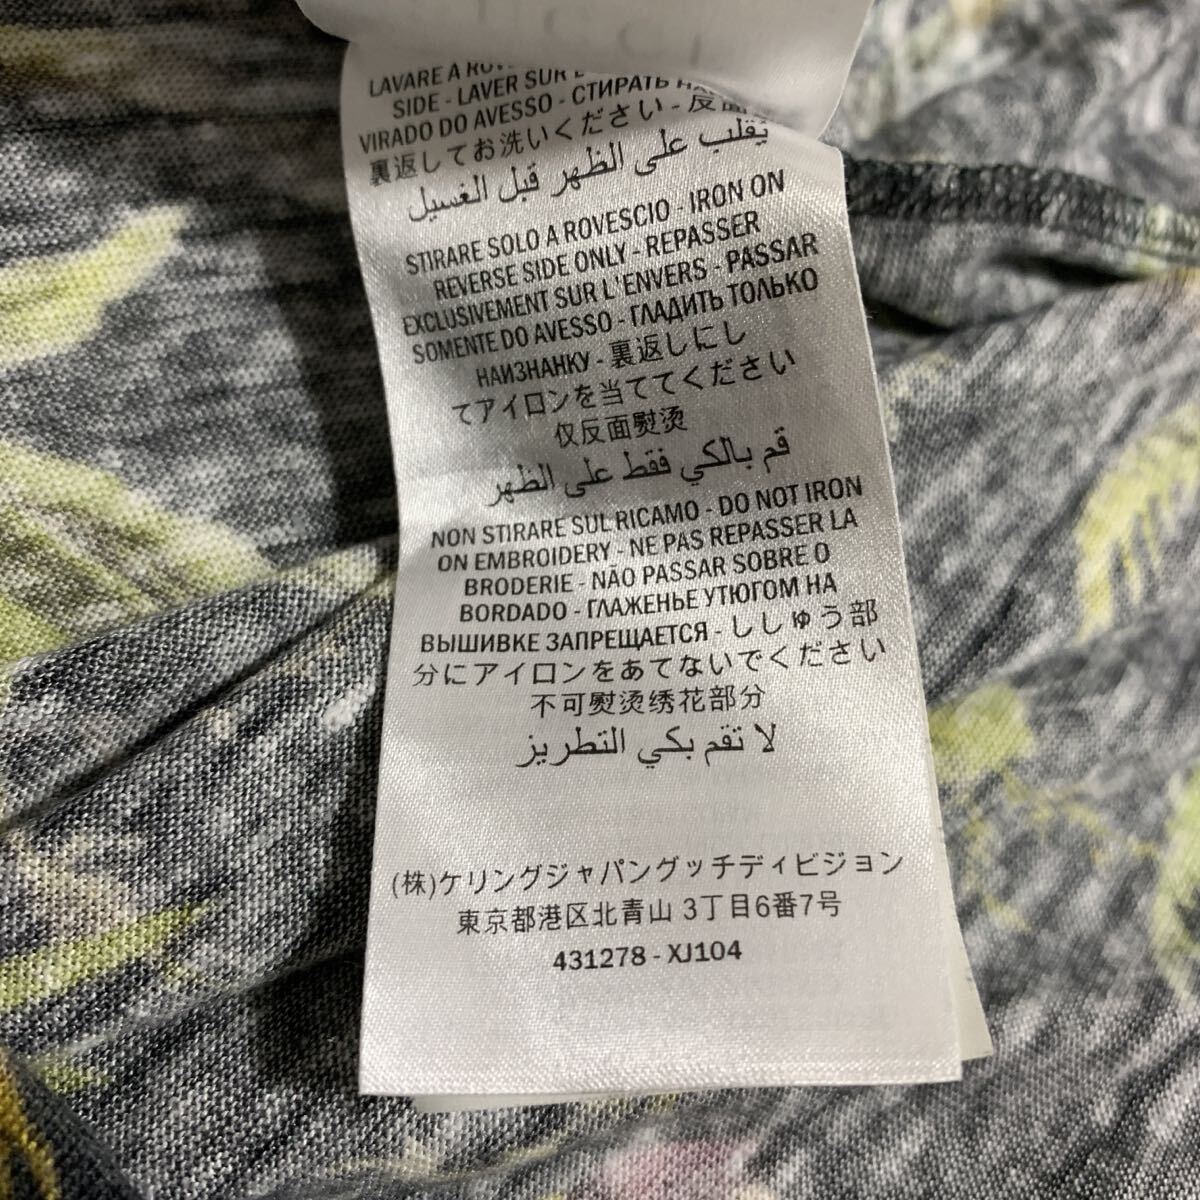 GUCCI
LAVARE A
SIDE - LAVER SUR
VIRADO DO AVESSO - СТИРАТЬ
裏返してお洗いください - 反面
يُقلب على الظهر قبل الغسيل
STIRARE SOLO A ROVESCIO - IRON ON
REVERSE SIDE ONLY - REPASSER
EXCLUSIVEMENT SUR L'ENVERS - PASSAR
SOMENTE DO AVESSO - ГЛАДИТЬ ТОЛЬКО
НАИЗНАНКУ - 裏返しにし
てアイロンを当ててください
仅反面熨烫
قم بالكي فقط على الظهر
NON STIRARE SUL RICAMO - DO NOT IRON
ON EMBROIDERY - NE PAS REPASSER LA
BRODERIE - NÃO PASSAR SOBRE O
BORDADO - ГЛАЖЕНЬЕ УТЮГОМ НА
ВЫШИВКЕ ЗАПРЕЩАЕТСЯ - ししゅう部
分にアイロンをあてないでください
不可熨烫绣花部分
لا تقم بكي التطريز
(株)ケリングジャパングッチディビジョン
東京都港区北青山 3丁目6番7号
431278 - XJ104